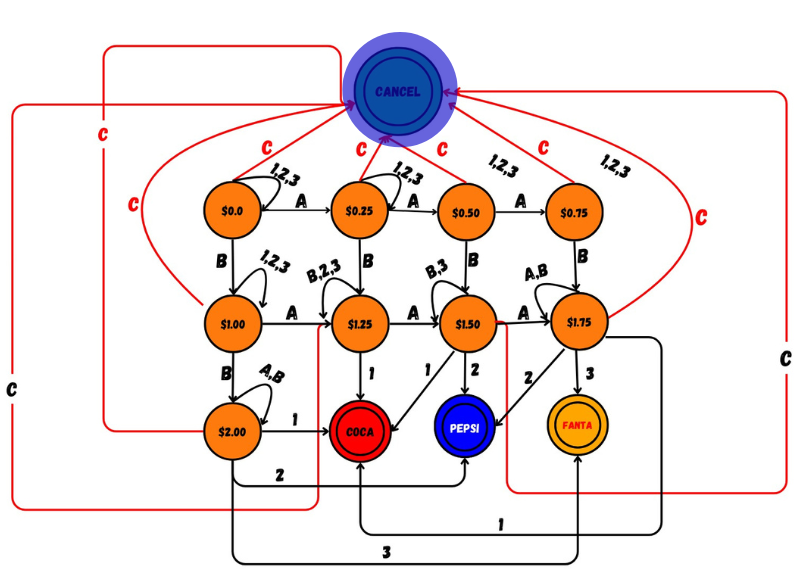 CANCEL
C
C
C
C
C
C
C
1,2,3
1,2,3
1,2,3
1,2,3
$0.0
A
$0.25
A
$0.50
A
$0.75
B
1,2,3
B,2,3
B
B,3
B
A,B
B
$1.00
A
$1.25
A
$1.50
A
$1.75
C
C
B
A,B
1
1
2
2
3
$2.00
1
COCA
PEPSI
FANTA
2
1
3